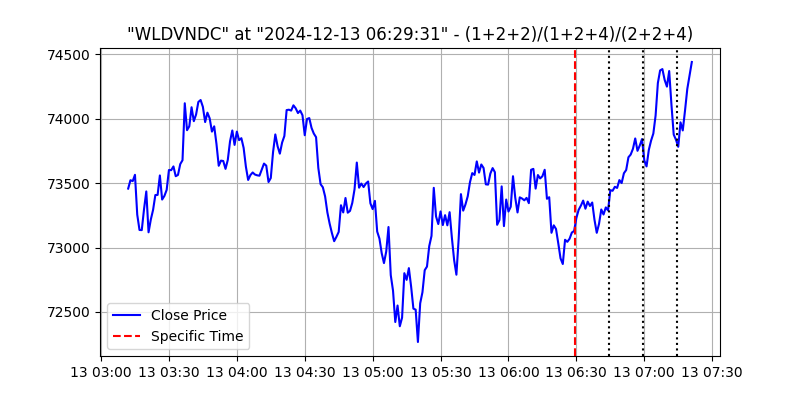 "WLDVNDC" at "2024-12-13 06:29:31" - (1+2+2)/(1+2+4)/(2+2+4)
74500
74000
73500
73000
72500
Close Price
Specific Time
13 03:00 13 03:30 13 04:00 13 04:30 13 05:00 13 05:30 13 06:00 13 06:30 13 07:00 13 07:30